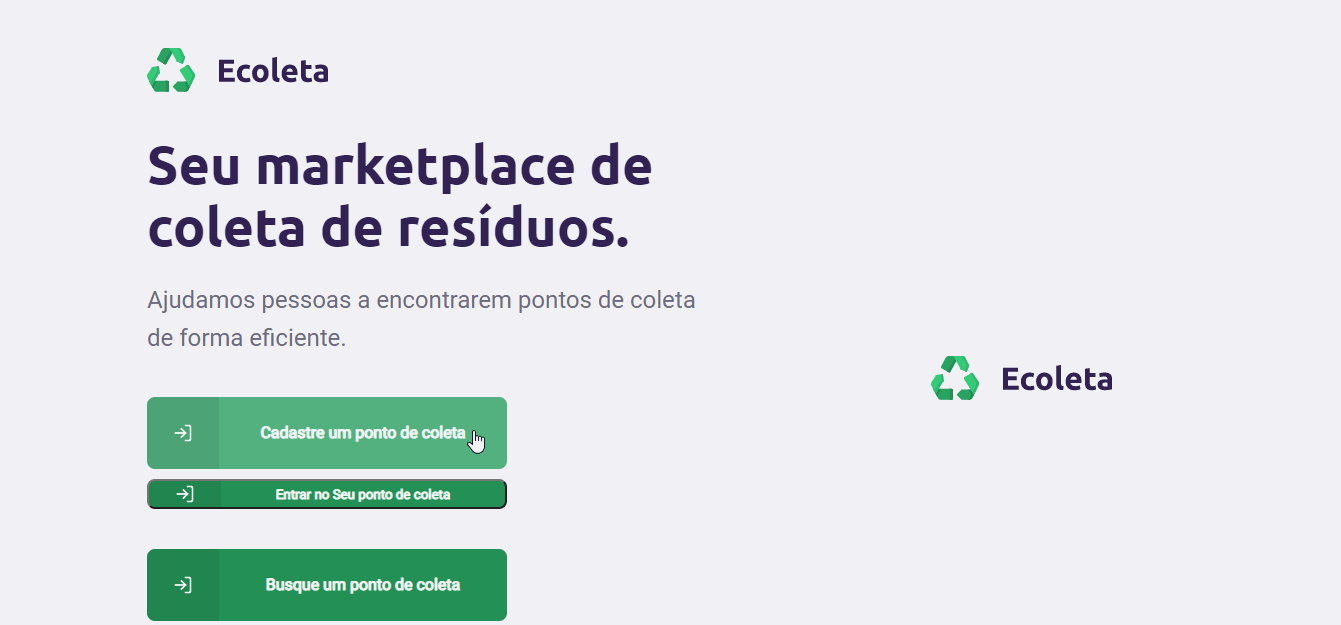 Ecoleta
Seu marketplace de
coleta de resíduos.
Ajudamos pessoas a encontrarem pontos de coleta
de forma eficiente.
Ecoleta
Cadastre um ponto de coleta
Entrar no Seu ponto de coleta
Busque um ponto de coleta